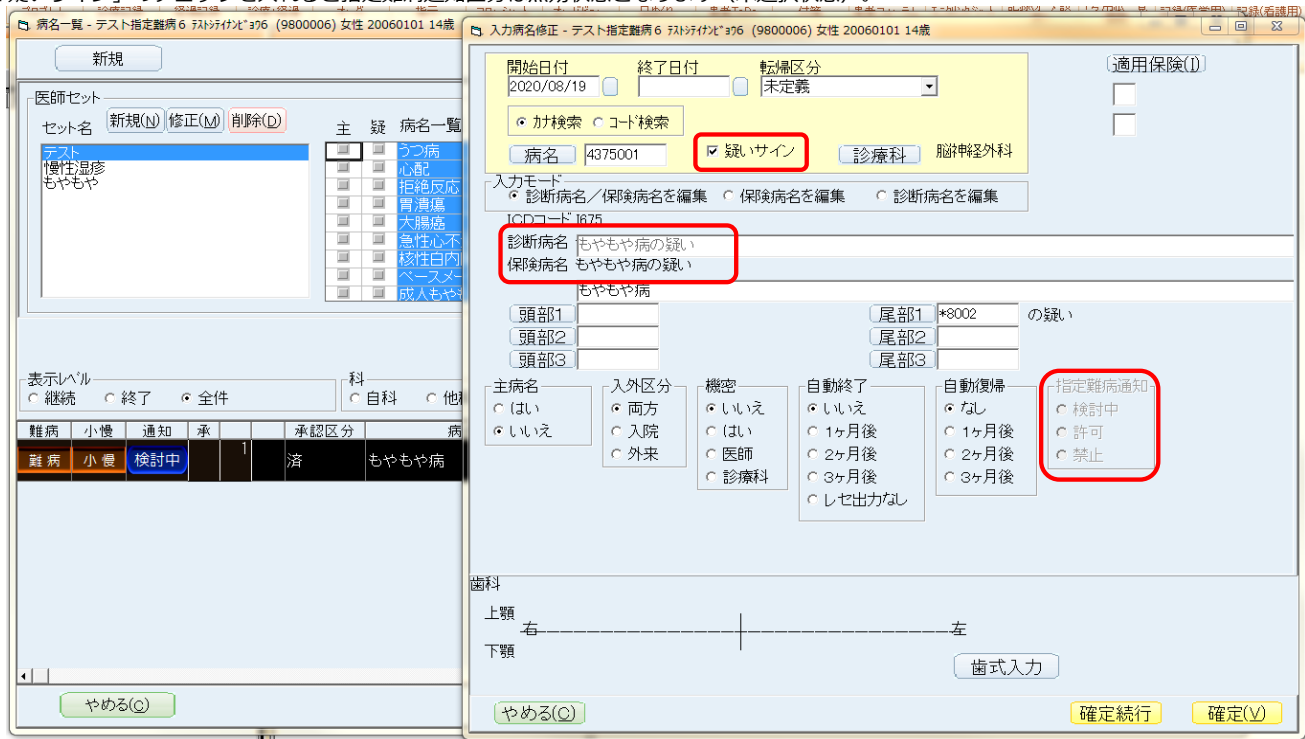 病名一覧 - テスト指定難病6 ﾃｽﾄｼﾃｲﾅﾝﾋﾞｮｳ6 (9800006) 女性 20060101 14歳
新規
医師セット
セット名 新規(N) 修正(M) 削除(D)
主 疑 病名一覧
テスト
慢性湿疹
もやもや
うつ病
心配
拒絶反応
胃潰瘍
大腸癌
急性心不
核性白内
ペースメー
成人もやも
表示レベル
継続 終了 全件
科
自科 他科
難病 小慢 通知 承 承認区分 病
難病 小慢 検討中 1 済 もやもや病
やめる(C)
入力病名修正 - テスト指定難病6 ﾃｽﾄｼﾃｲﾅﾝﾋﾞｮｳ6 (9800006) 女性 20060101 14歳
開始日付 終了日付 転帰区分
2020/08/19 未定義
適用保険(I)
カナ検索 コード検索
病名 4375001 疑いサイン 診療科 脳神経外科
入力モード
診断病名／保険病名を編集 保険病名を編集 診断病名を編集
ICDコード I675
診断病名 もやもや病の疑い
保険病名 もやもや病の疑い
もやもや病
頭部1 尾部1 *8002 の疑い
頭部2 尾部2
頭部3 尾部3
主病名 入外区分 機密 自動終了 自動復帰 指定難病通知
はい 両方 いいえ いいえ なし 検討中
いいえ 入院 はい 1ヶ月後 1ヶ月後 許可
外来 医師 2ヶ月後 2ヶ月後 禁止
診療科 3ヶ月後 3ヶ月後
レセ出力なし
歯科
上顎
右 左
下顎
歯式入力
やめる(C) 確定続行 確定(V)